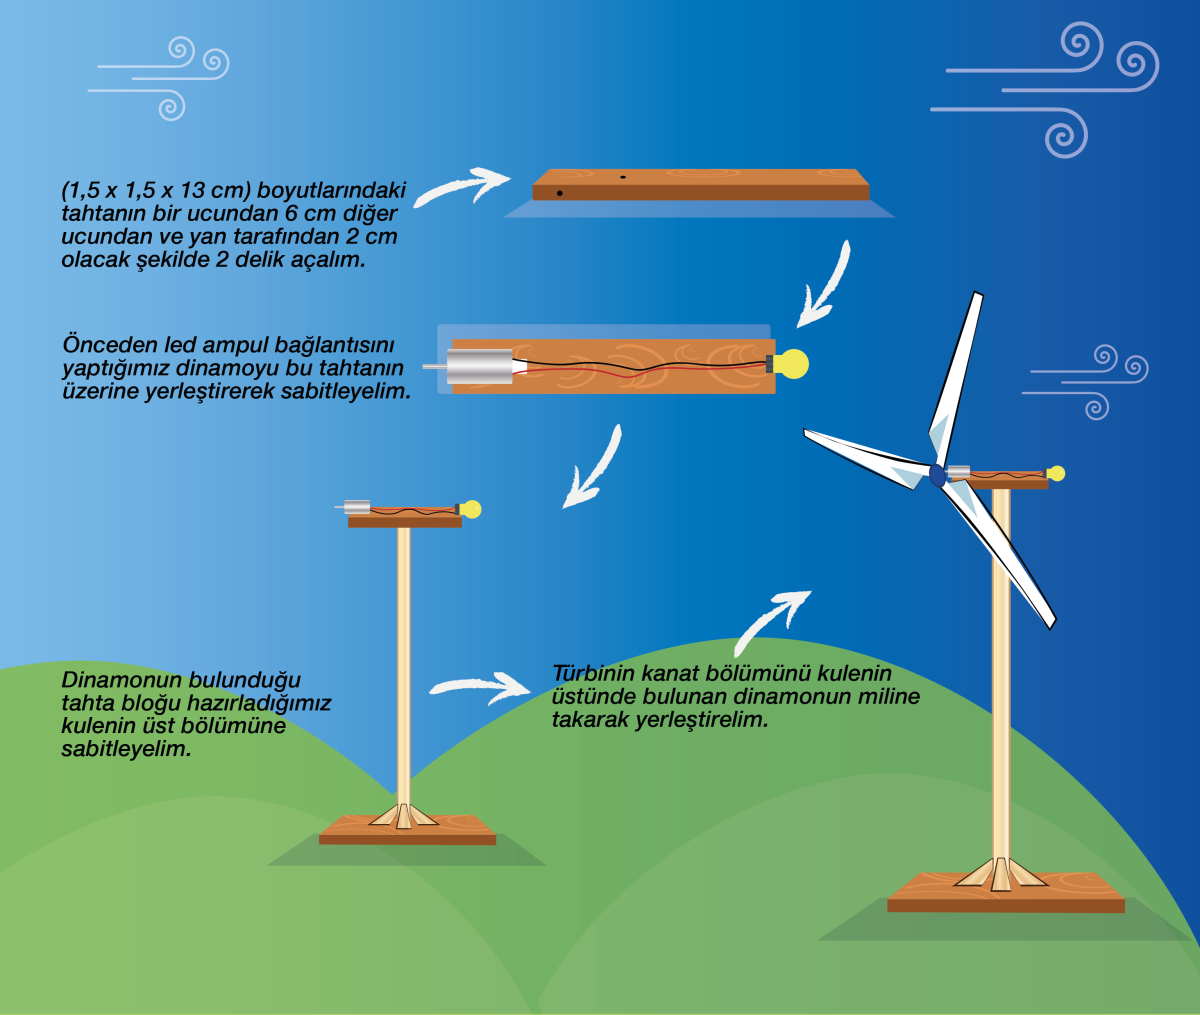 (1,5 x 1,5 x 13 cm) boyutlarındaki
tahtanın bir ucundan 6 cm diğer
ucundan ve yan tarafından 2 cm
olacak şekilde 2 delik açalım.
Önceden led ampul bağlantısını
yaptığımız dinamoyu bu tahtanın
üzerine yerleştirerek sabitleyelim.
Dinamonun bulunduğu
tahta bloğu hazırladığımız
kulenin üst bölümüne
sabitleyelim.
Türbinin kanat bölümünü kulenin
üstünde bulunan dinamonun miline
takarak yerleştirelim.